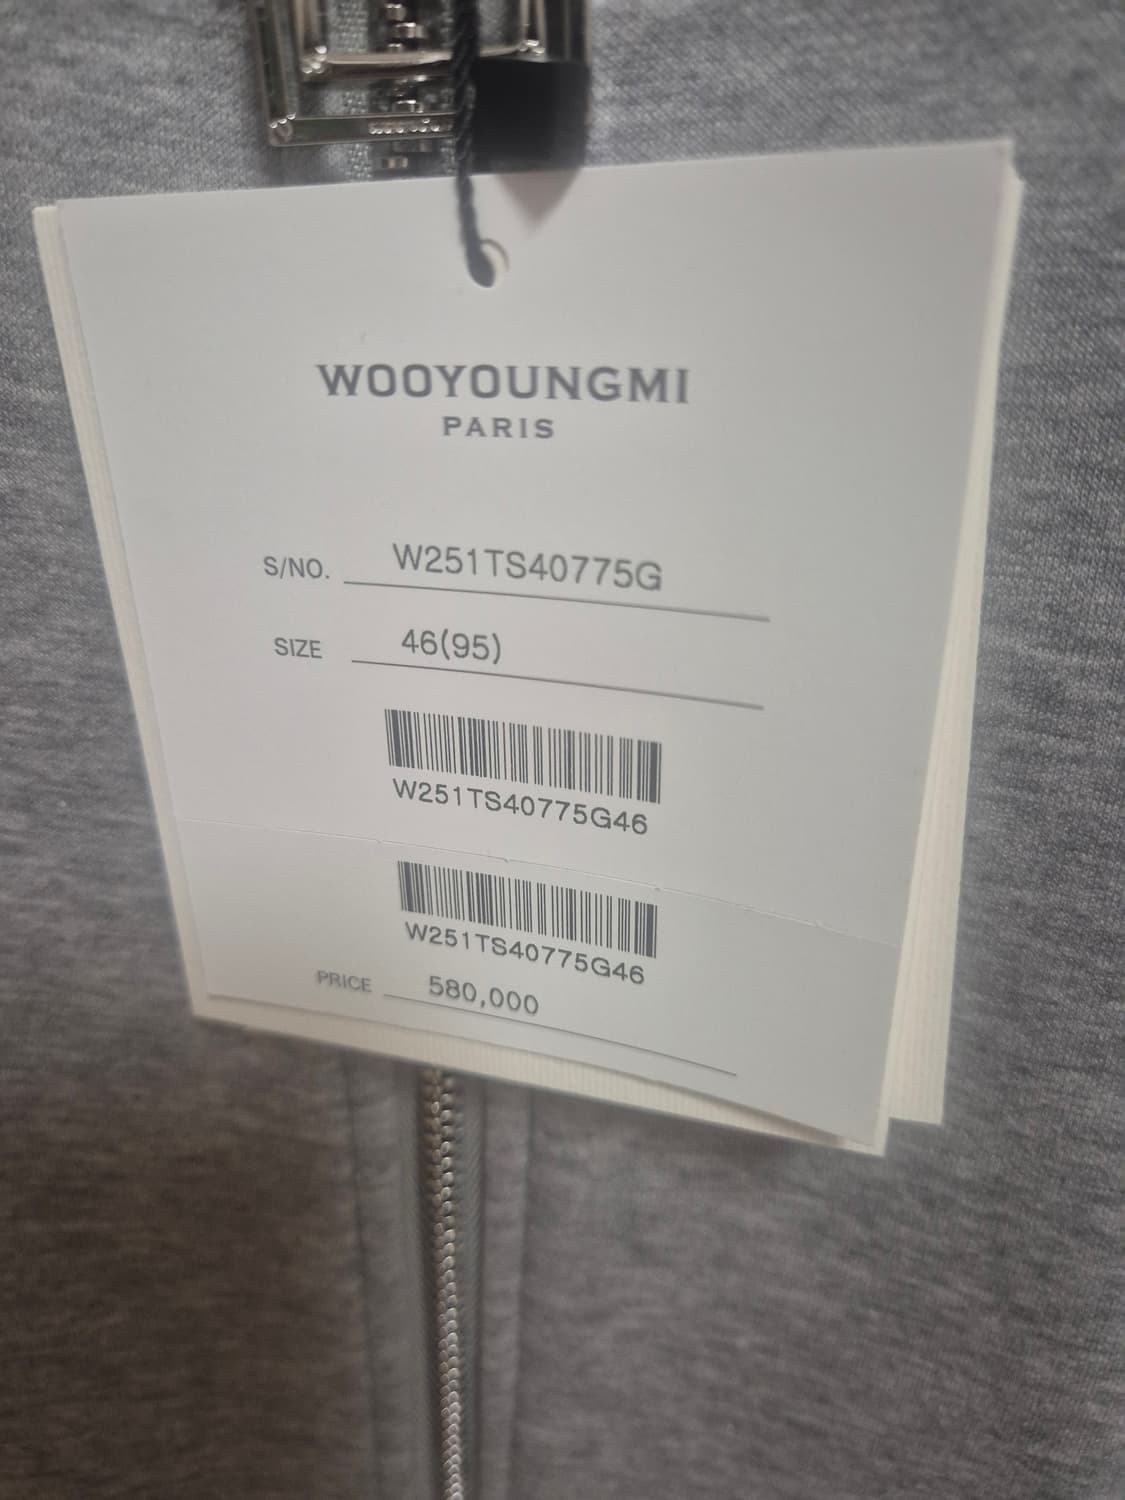 WOOYOUNGMI
PARIS
S/NO. W251TS40775G
SIZE 46(95)
W251TS40775G46
W251TS40775G46
PRICE 580,000